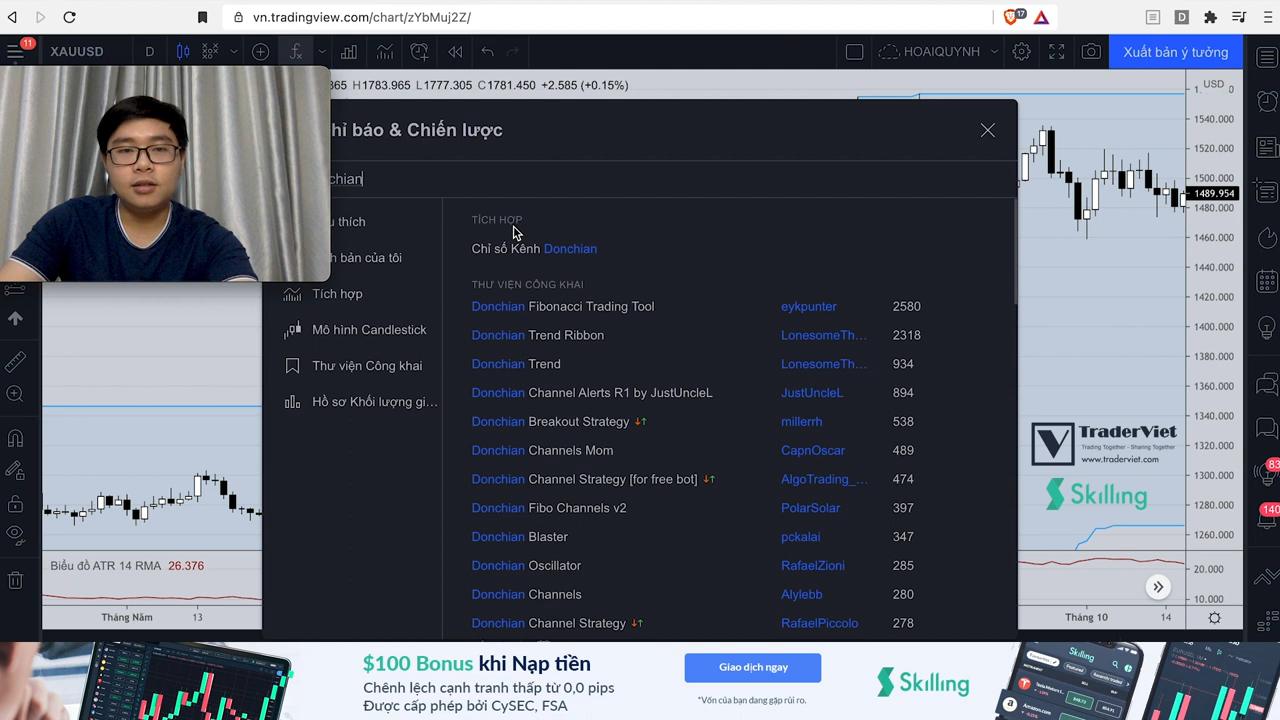 vn.tradingview.com/chart/zYbMuj2Z/
17
D
11
XAUUSD
D
HOAIQUYNH
Xuất bản ý tưởng
365 H1783.965 L1777.305 C1781.450 +2.585 (+0.15%)
USD
hỉ báo & Chiến lược
chian
TÍCH HỢP
Chỉ số Kênh Donchian
THƯ VIỆN CÔNG KHAI
Donchian Fibonacci Trading Tool eykpunter 2580
Donchian Trend Ribbon LonesomeTh... 2318
Donchian Trend LonesomeTh... 934
Donchian Channel Alerts R1 by JustUncleL JustUncleL 894
Donchian Breakout Strategy millerrh 538
Donchian Channels Mom CapnOscar 489
Donchian Channel Strategy [for free bot] AlgoTrading_... 474
Donchian Fibo Channels v2 PolarSolar 397
Donchian Blaster pckalai 347
Donchian Oscillator RafaelZioni 285
Donchian Channels Alylebb 280
Donchian Channel Strategy RafaelPiccolo 278
u thích
h bản của tôi
Tích hợp
Mô hình Candlestick
Thư viện Công khai
Hồ sơ Khối lượng gi...
1540.000
1520.000
1500.000
1489.954
1480.000
1460.000
1440.000
1420.000
1400.000
1380.000
1360.000
1340.000
1320.000
1300.000
1280.000
1260.000
20.000
10.000
TraderViet
Trading Together - Sharing Together
www.traderviet.com
Skilling
83
140
Biểu đồ ATR 14 RMA 26.376
Tháng Năm 13
Tháng 10 14
$100 Bonus khi Nạp tiền
Chênh lệch cạnh tranh thấp từ 0,0 pips
Được cấp phép bởi CySEC, FSA
Giao dịch ngay
*Vốn của bạn đang gặp rủi ro.
Skilling